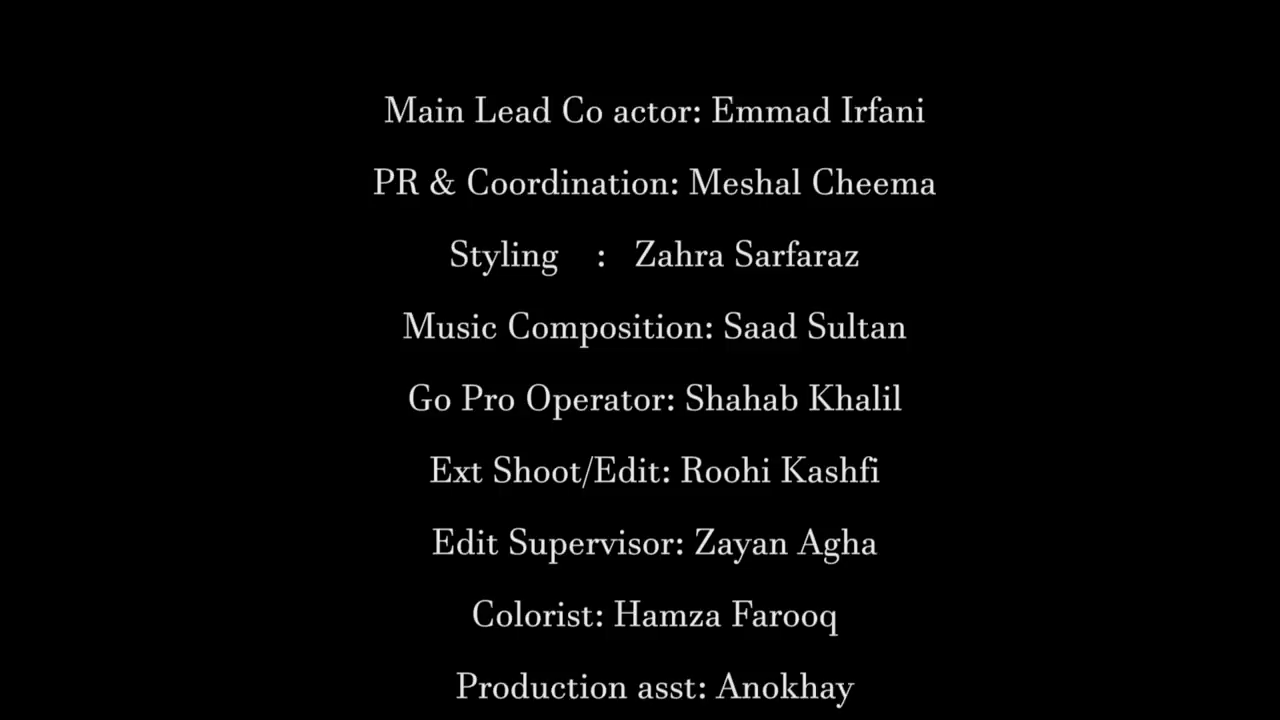 Main Lead Co actor: Emmad Irfani
PR & Coordination: Meshal Cheema
Styling : Zahra Sarfaraz
Music Composition: Saad Sultan
Go Pro Operator: Shahab Khalil
Ext Shoot/Edit: Roohi Kashfi
Edit Supervisor: Zayan Agha
Colorist: Hamza Farooq
Production asst: Anokhay